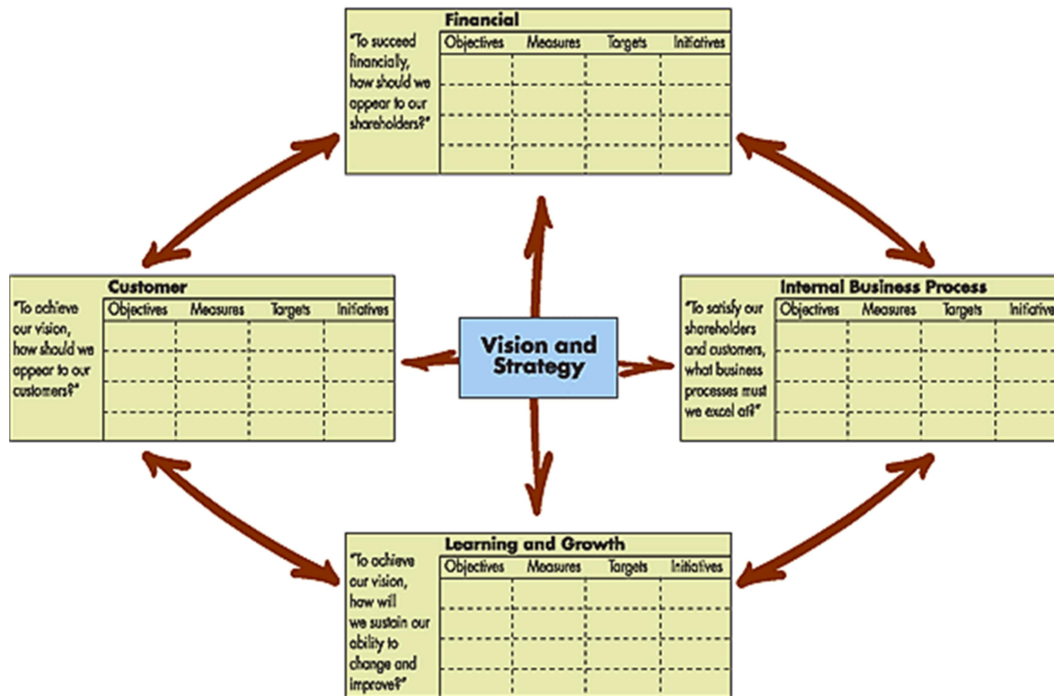 Financial
"To succeed
financially,
how should we
appear to our
shareholders?"
Objectives Measures Targets Initiatives
Customer
"To achieve
our vision,
how should we
appear to our
customers?"
Objectives Measures Targets Initiatives
Vision and
Strategy
Internal Business Process
"To satisfy our
shareholders
and customers,
what business
processes must
we excel at?"
Objectives Measures Targets Initiative
Learning and Growth
"To achieve
our vision,
how will
we sustain our
ability to
change and
improve?"
Objectives Measures Targets Initiatives